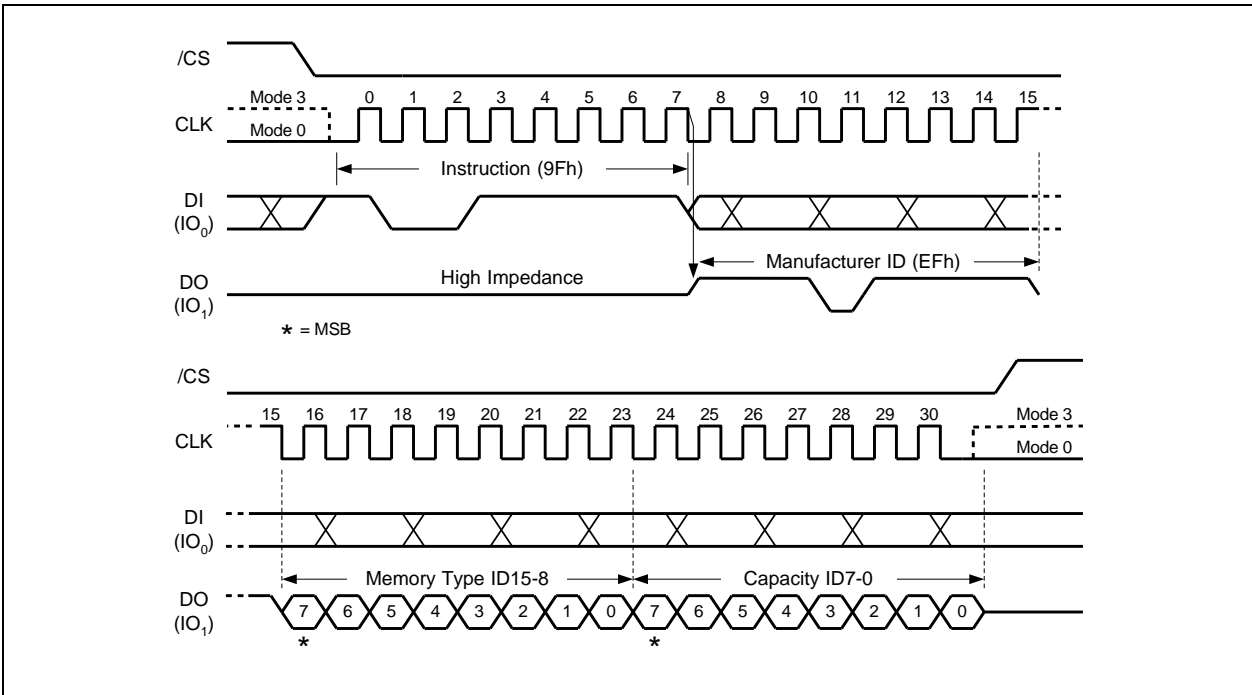 /CS
Mode 3 0 1 2 3 4 5 6 7 8 9 10 11 12 13 14 15
CLK
Mode 0
Instruction (9Fh)
DI
(IO0)
Manufacturer ID (EFh)
High Impedance
DO
(IO1)
* = MSB
/CS
15 16 17 18 19 20 21 22 23 24 25 26 27 28 29 30 Mode 3
CLK
Mode 0
DI
(IO0)
Memory Type ID15-8 Capacity ID7-0
DO
7 6 5 4 3 2 1 0 7 6 5 4 3 2 1 0
(IO1)
* *